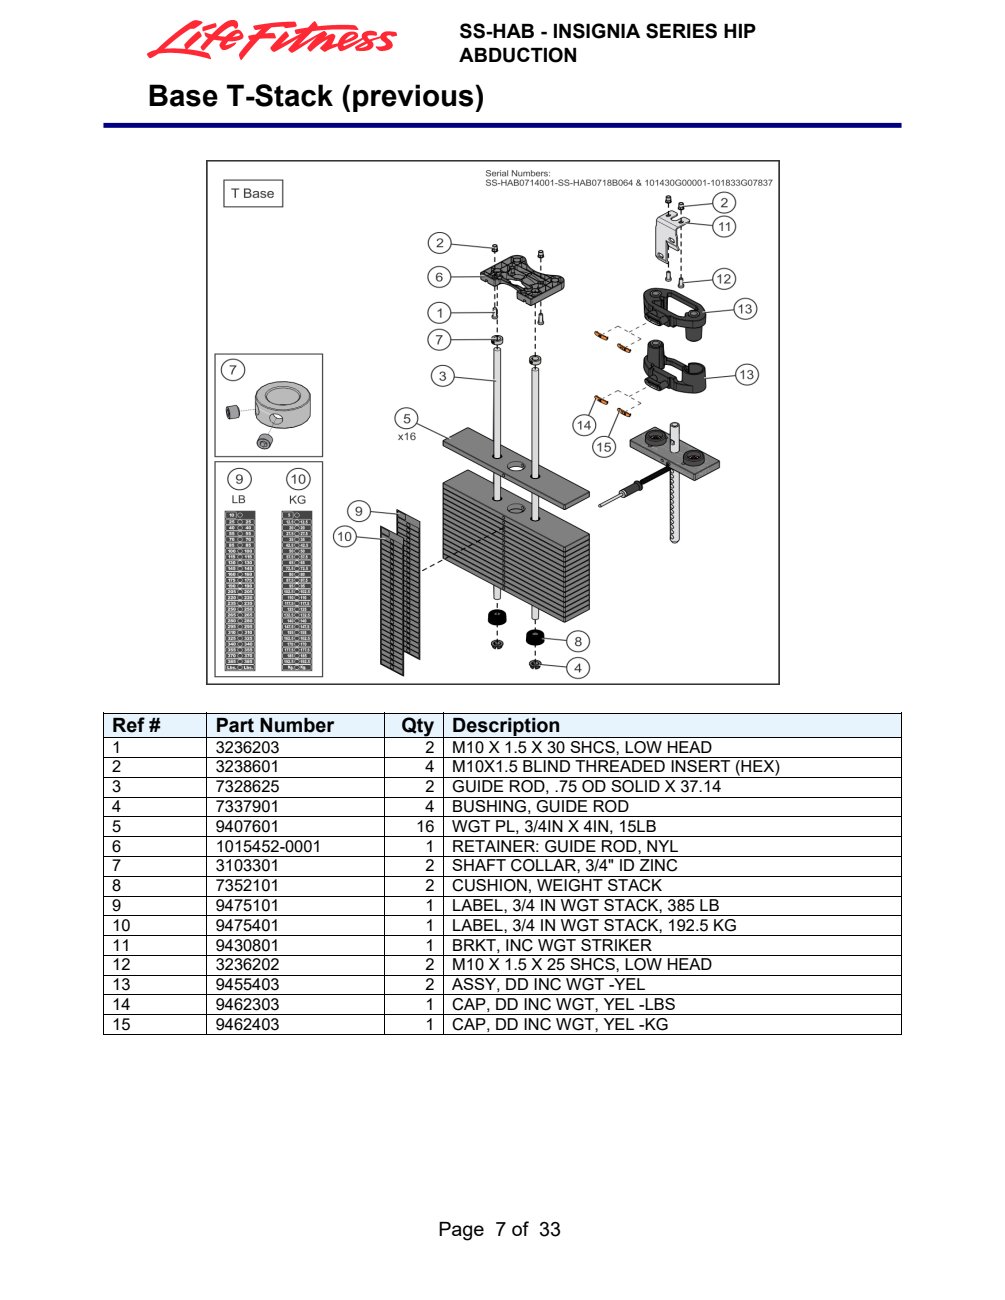 Life Fitness
SS-HAB - INSIGNIA SERIES HIP
ABDUCTION
Base T-Stack (previous)
Serial Numbers:
SS-HAB0714001-SS-HAB0718B064 & 101430G00001-101833G07837
T Base
2
11
2
6
12
1
13
7
7
3
13
5
x16
14
15
9
10
LB
KG
9
10
8
4
Ref # Part Number Qty Description
1 3236203 2 M10 X 1.5 X 30 SHCS, LOW HEAD
2 3238601 4 M10X1.5 BLIND THREADED INSERT (HEX)
3 7328625 2 GUIDE ROD, .75 OD SOLID X 37.14
4 7337901 4 BUSHING, GUIDE ROD
5 9407601 16 WGT PL, 3/4IN X 4IN, 15LB
6 1015452-0001 1 RETAINER: GUIDE ROD, NYL
7 3103301 2 SHAFT COLLAR, 3/4" ID ZINC
8 7352101 2 CUSHION, WEIGHT STACK
9 9475101 1 LABEL, 3/4 IN WGT STACK, 385 LB
10 9475401 1 LABEL, 3/4 IN WGT STACK, 192.5 KG
11 9430801 1 BRKT, INC WGT STRIKER
12 3236202 2 M10 X 1.5 X 25 SHCS, LOW HEAD
13 9455403 2 ASSY, DD INC WGT -YEL
14 9462303 1 CAP, DD INC WGT, YEL -LBS
15 9462403 1 CAP, DD INC WGT, YEL -KG
Page 7 of 33